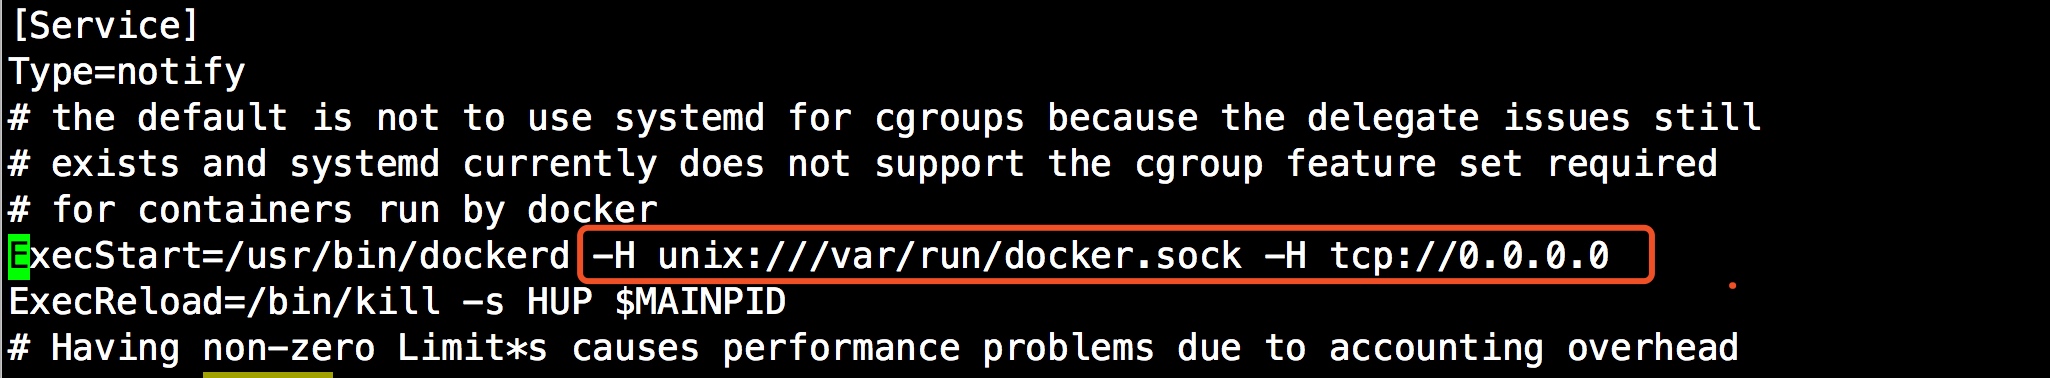 [Service]
Type=notify
# the default is not to use systemd for cgroups because the delegate issues still
# exists and systemd currently does not support the cgroup feature set required
# for containers run by docker
ExecStart=/usr/bin/dockerd -H unix:///var/run/docker.sock -H tcp://0.0.0.0
ExecReload=/bin/kill -s HUP $MAINPID
# Having non-zero Limit*s causes performance problems due to accounting overhead